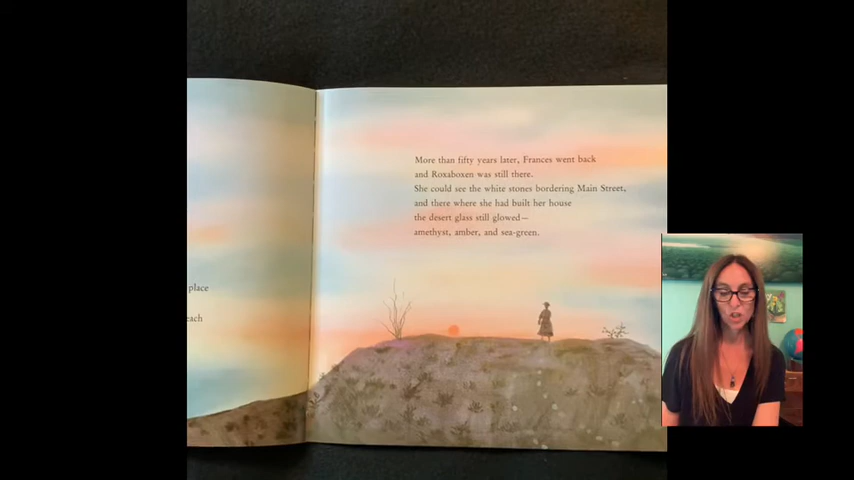 place
each
More than fifty years later, Frances went back
and Roxaboxen was still there.
She could see the white stones bordering Main Street,
and there where she had built her house
the desert glass still glowed—
amethyst, amber, and sea-green.